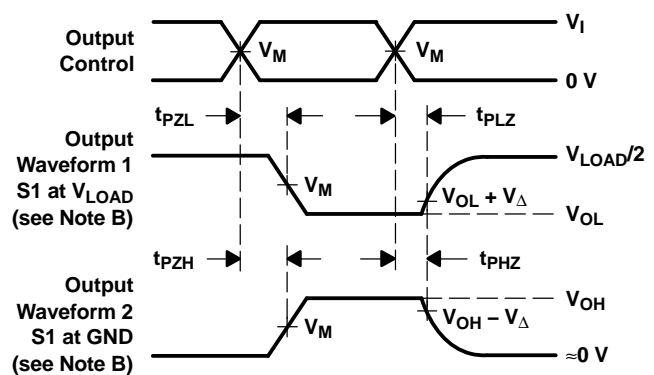 Output
Control
V_M
V_M
V_I
0 V
t_PZL
t_PLZ
Output
Waveform 1
S1 at V_LOAD
(see Note B)
V_M
V_LOAD/2
V_OL + V_Δ
V_OL
t_PZH
t_PHZ
Output
Waveform 2
S1 at GND
(see Note B)
V_M
V_OH
V_OH − V_Δ
≈0 V